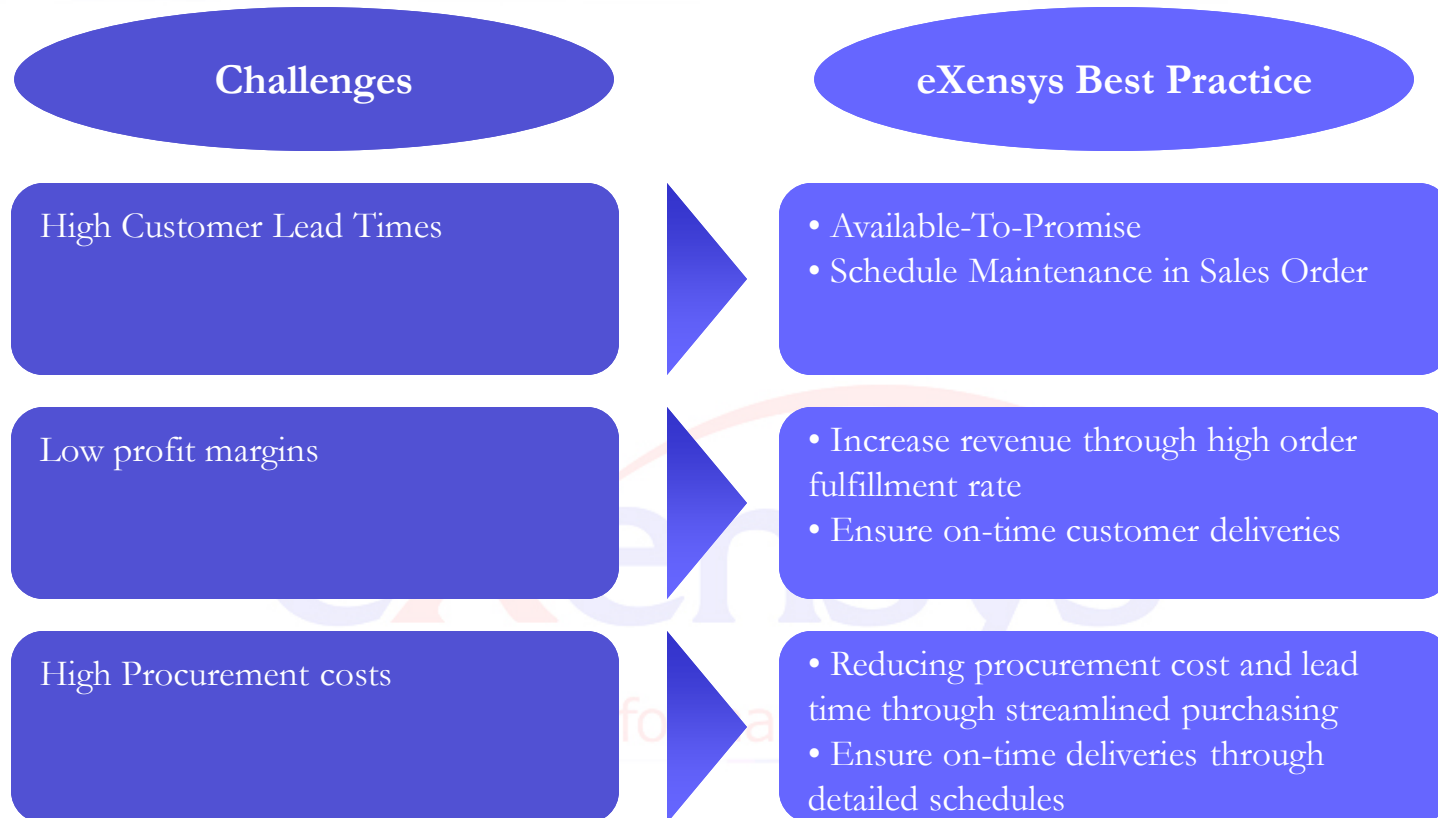 Challenges
eXensys Best Practice
High Customer Lead Times
• Available-To-Promise
• Schedule Maintenance in Sales Order
Low profit margins
• Increase revenue through high order
fulfillment rate
• Ensure on-time customer deliveries
High Procurement costs
• Reducing procurement cost and lead
time through streamlined purchasing
• Ensure on-time deliveries through
detailed schedules